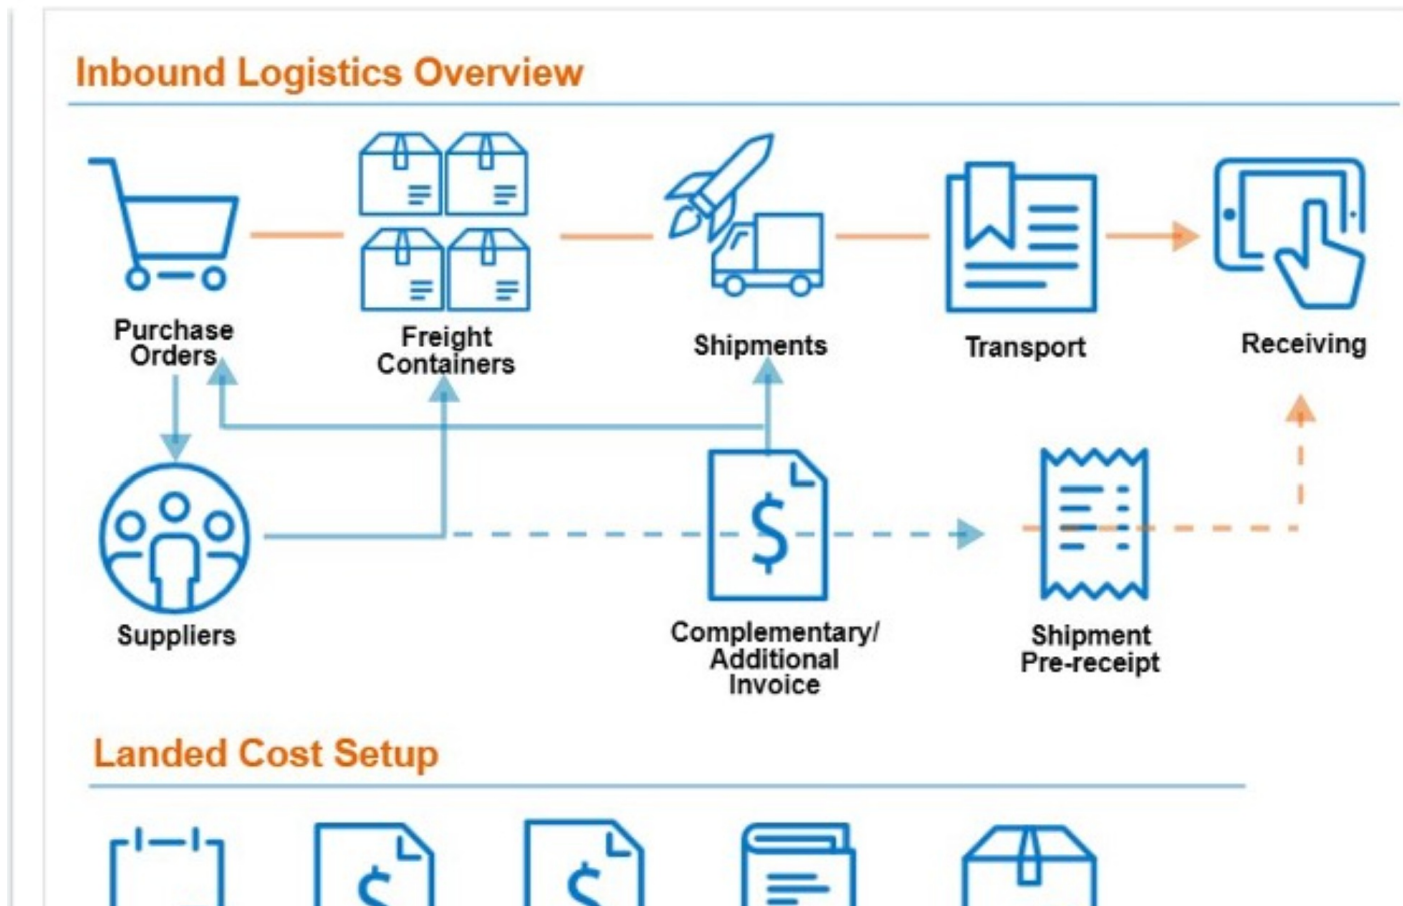 Inbound Logistics Overview
Purchase
Orders
Freight
Containers
Shipments
Transport
Receiving
Suppliers
Complementary/
Additional
Invoice
Shipment
Pre-receipt
Landed Cost Setup